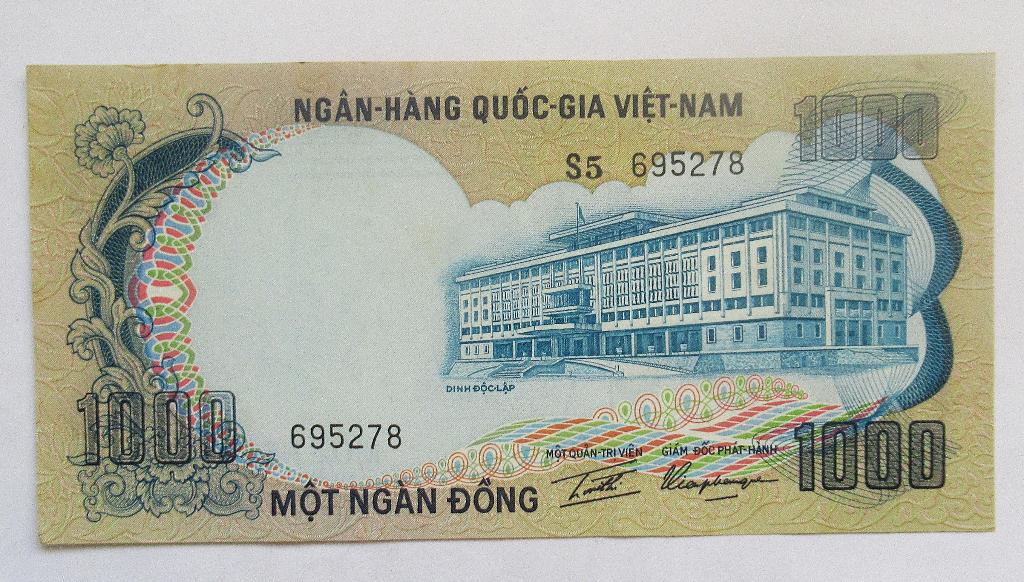 NGÂN-HÀNG QUỐC-GIA VIỆT-NAM
1000
S5 695278
DINH ĐỘC-LẬP
1000
695278
MỘT QUẢN-TRỊ VIÊN
GIÁM ĐỐC PHÁT-HÀNH
1000
MỘT NGÀN ĐỒNG